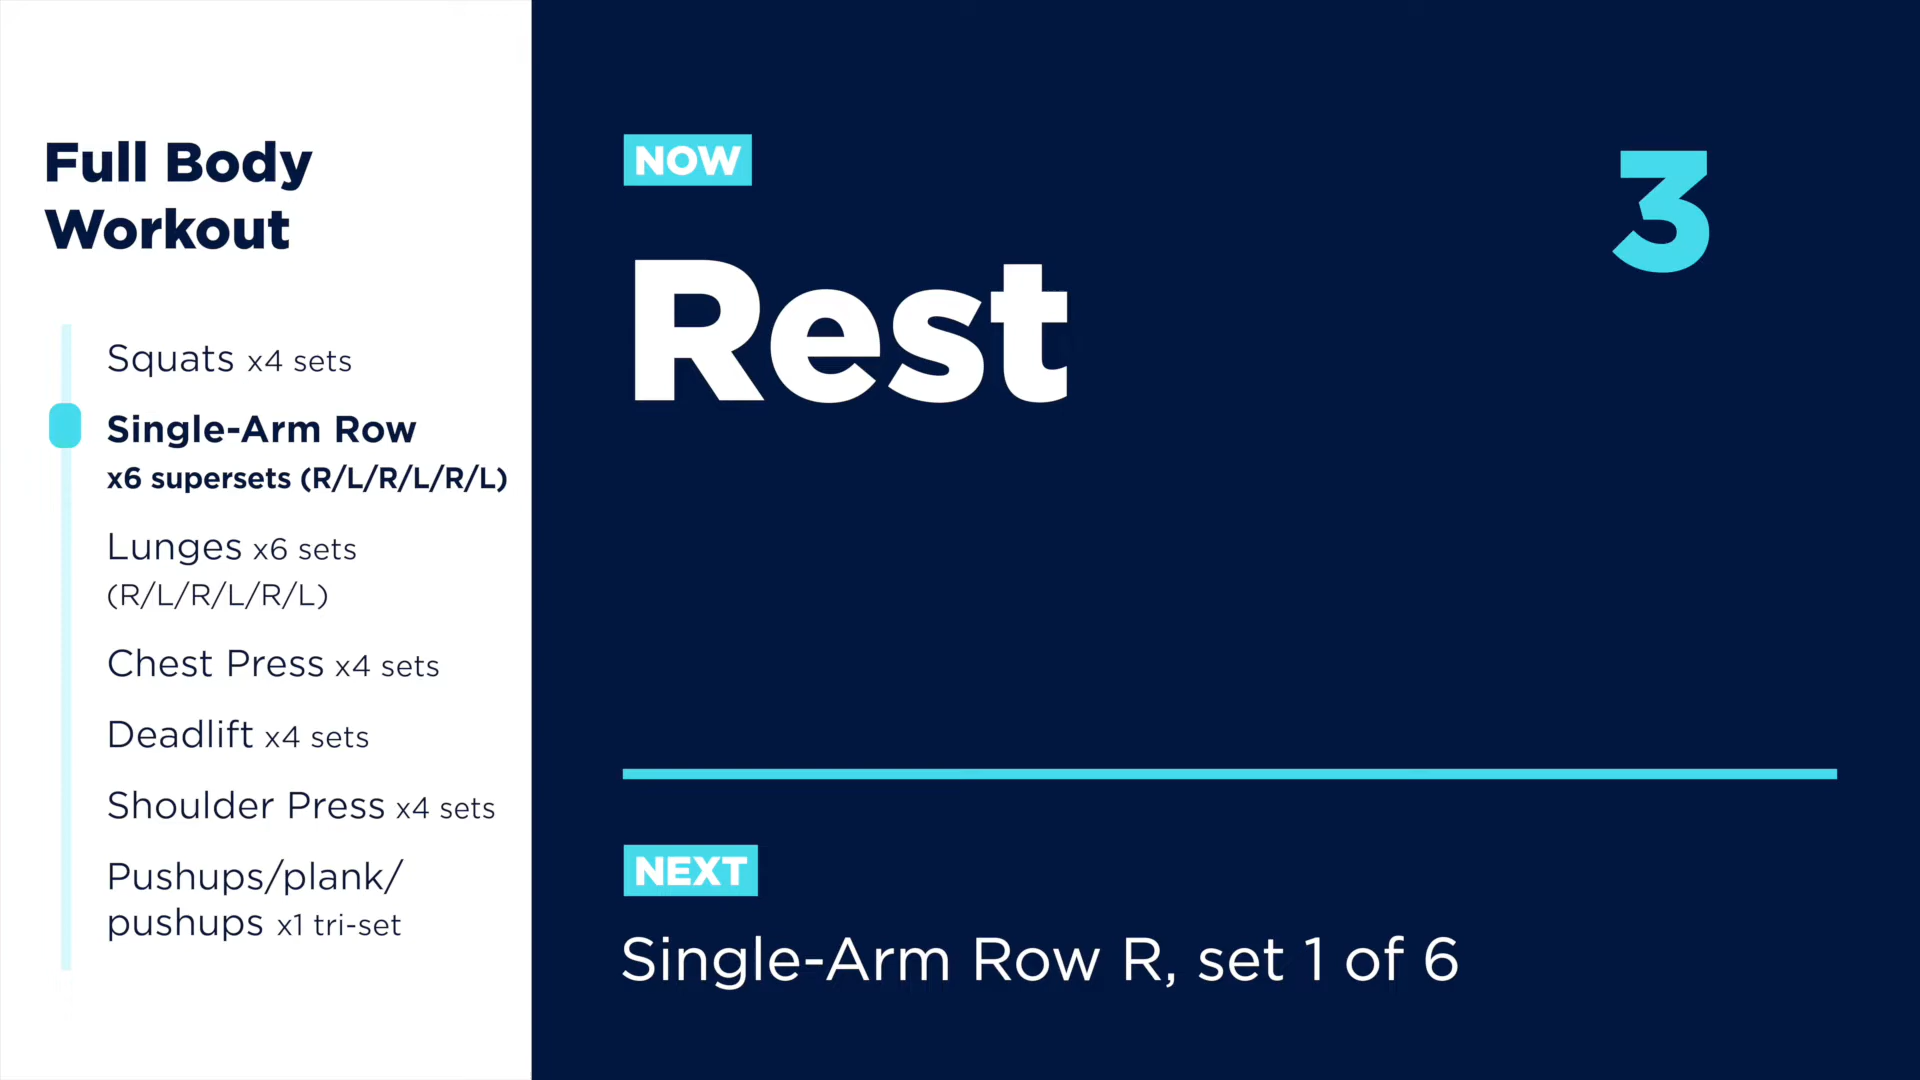 Full Body
Workout
Squats x4 sets
Single-Arm Row
x6 supersets (R/L/R/L/R/L)
Lunges x6 sets
(R/L/R/L/R/L)
Chest Press x4 sets
Deadlift x4 sets
Shoulder Press x4 sets
Pushups/plank/
pushups x1 tri-set
NOW
3
Rest
NEXT
Single-Arm Row R, set 1 of 6